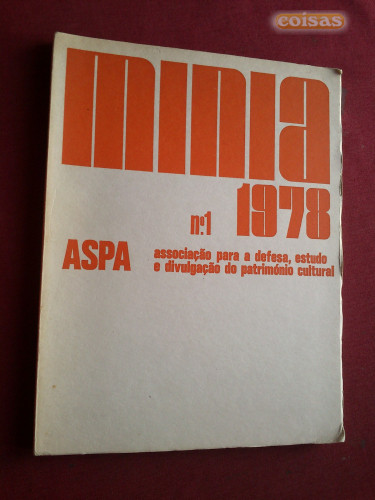 coisas
minia
nº1 1978
ASPA associação para a defesa, estudo
e divulgação do património cultural